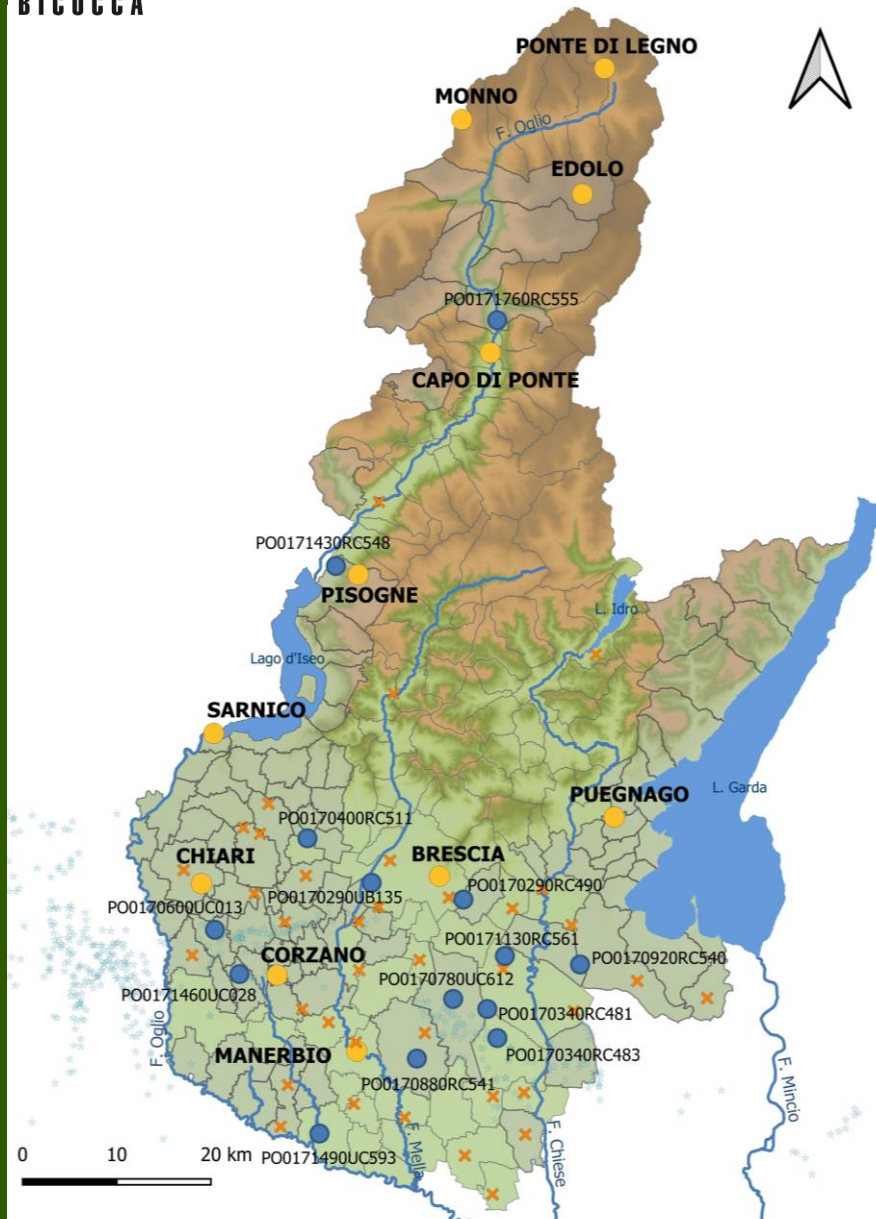 BICOCCA
PONTE DI LEGNO
MONNO
F. Oglio
EDOLO
PO0171760RC555
CAPO DI PONTE
PO0171430RC548
PISOGNE
L. Idro
Lago d'Iseo
SARNICO
L. Garda
PUEGNAGO
PO0170400RC511
CHIARI
BRESCIA
PO0170290UB135
PO0170290RC490
PO0170600UC013
PO0171130RC561
CORZANO
PO0170920RC540
PO0170780UC612
PO0171460UC028
PO0170340RC481
F. Oglio
MANERBIO
PO0170340RC483
PO0170880RC541
F. Mincio
F. Mella
F. Chiese
0 10 20 km
PO0171490UC593